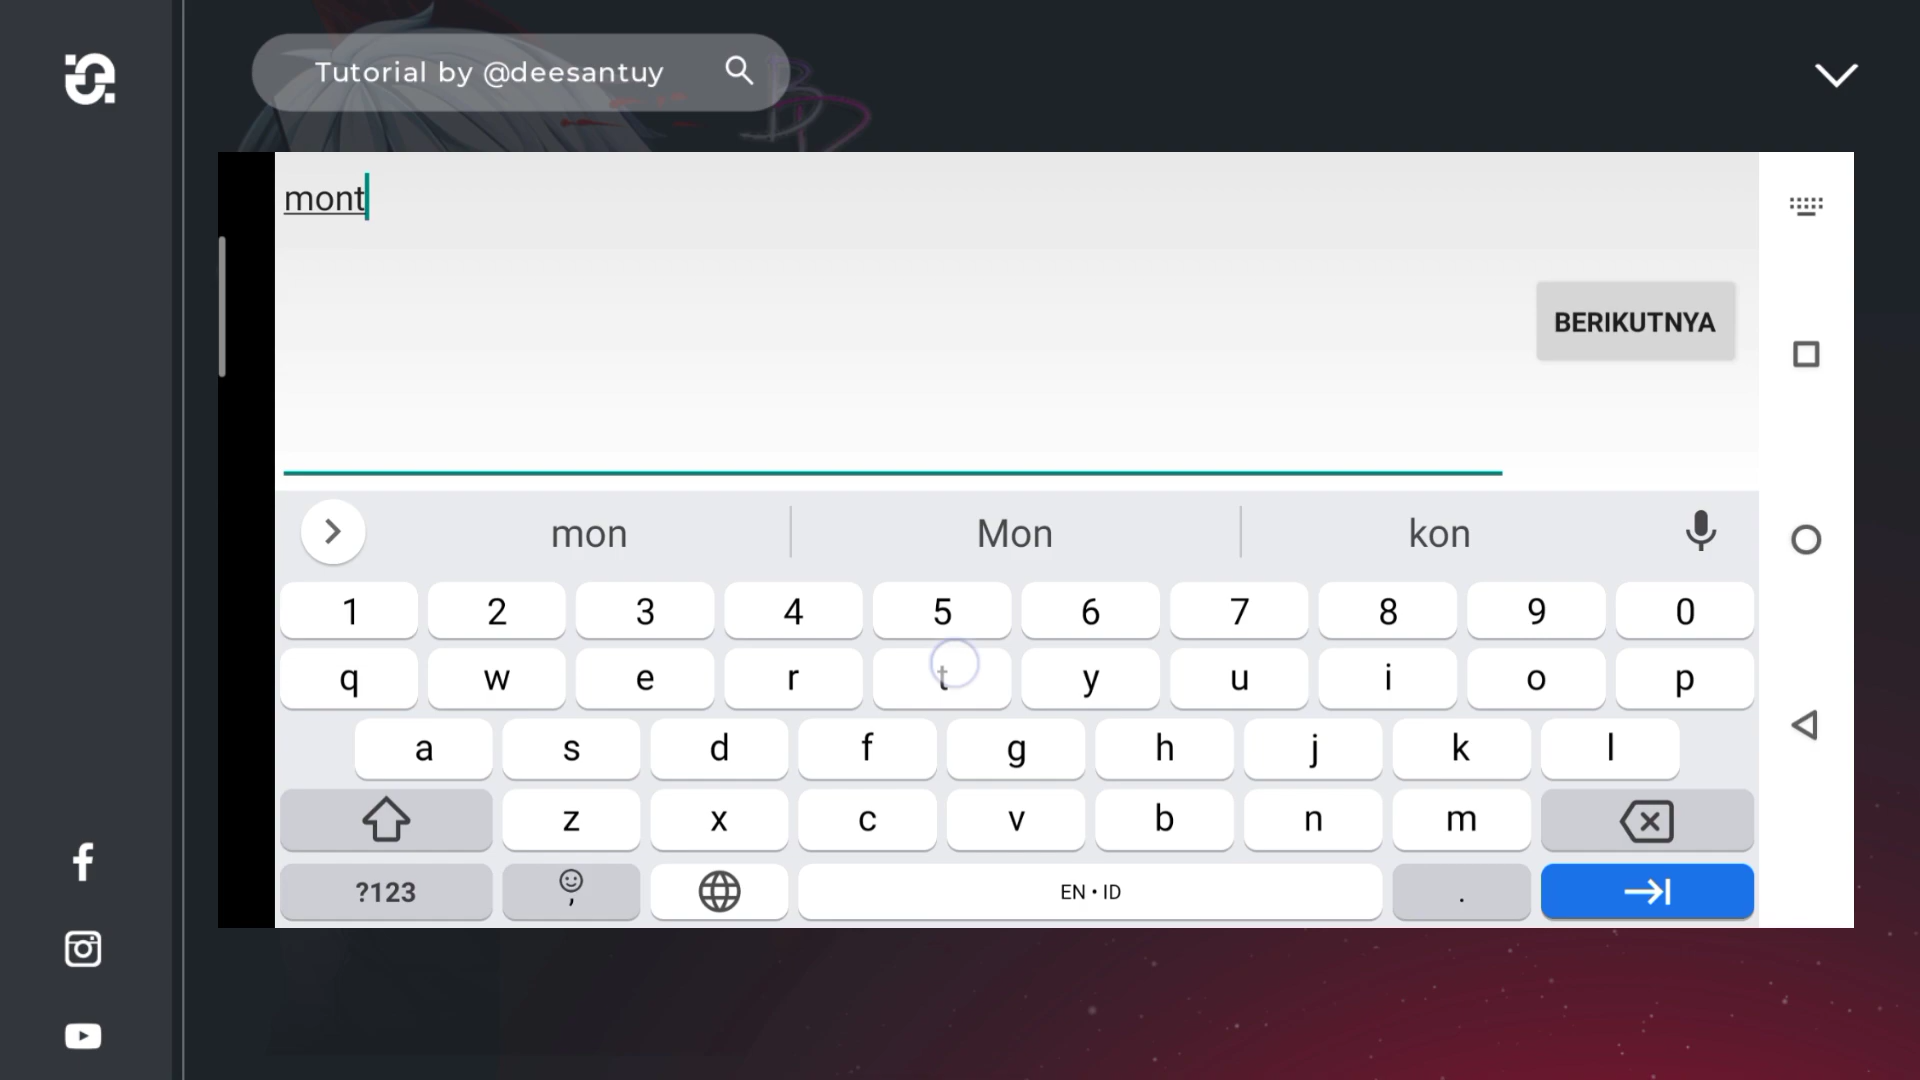 Tutorial by @deesantuy
mont
BERIKUTNYA
mon Mon kon
1 2 3 4 5 6 7 8 9 0
q w e r t y u i o p
a s d f g h j k l
z x c v b n m
?123 , EN • ID .